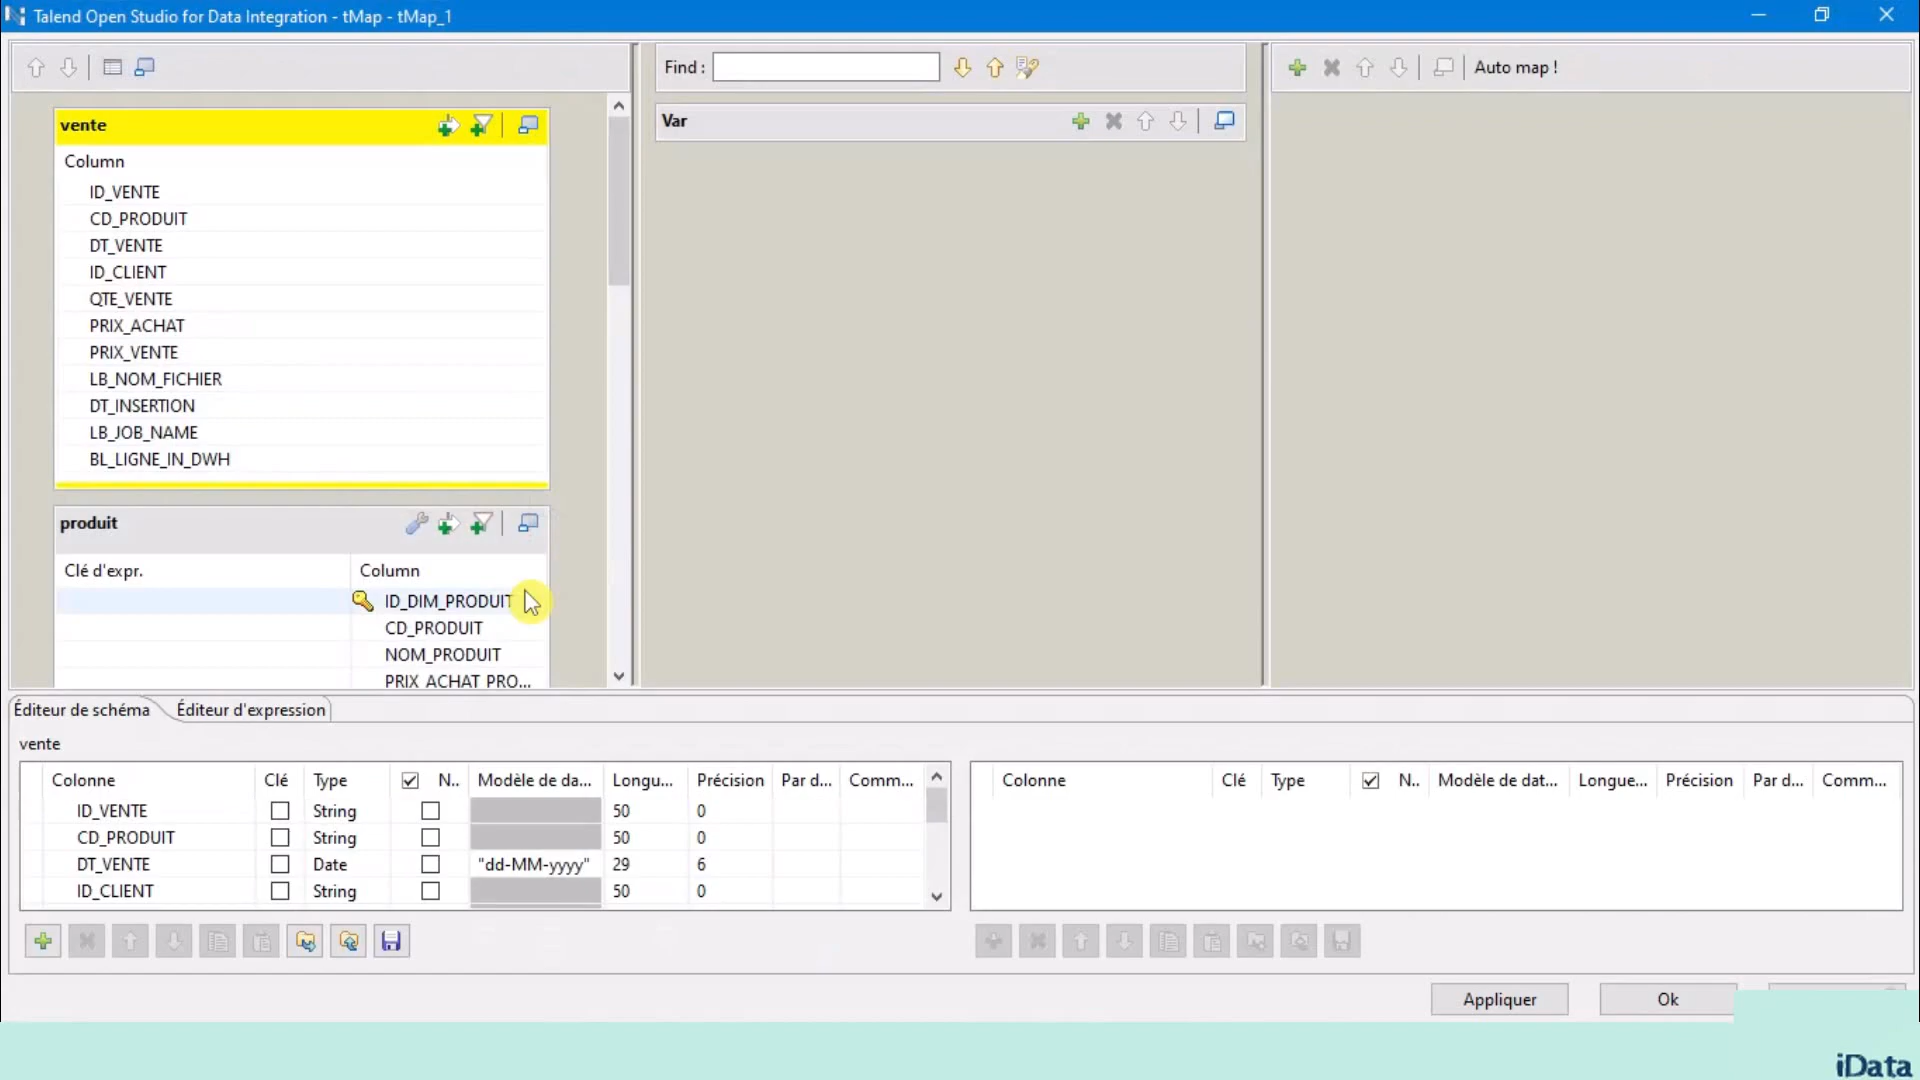 Talend Open Studio for Data Integration - tMap - tMap_1
Find :
Auto map !
vente
Column
ID_VENTE
CD_PRODUIT
DT_VENTE
ID_CLIENT
QTE_VENTE
PRIX_ACHAT
PRIX_VENTE
LB_NOM_FICHIER
DT_INSERTION
LB_JOB_NAME
BL_LIGNE_IN_DWH
produit
Clé d'expr. Column
ID_DIM_PRODUIT
CD_PRODUIT
NOM_PRODUIT
PRIX_ACHAT_PRO...
Var
Éditeur de schéma Éditeur d'expression
vente
Colonne Clé Type N.. Modèle de da... Longu... Précision Par d... Comm...
ID_VENTE String 50 0
CD_PRODUIT String 50 0
DT_VENTE Date "dd-MM-yyyy" 29 6
ID_CLIENT String 50 0
Colonne Clé Type N.. Modèle de dat... Longue... Précision Par d... Comm...
Appliquer Ok
iData